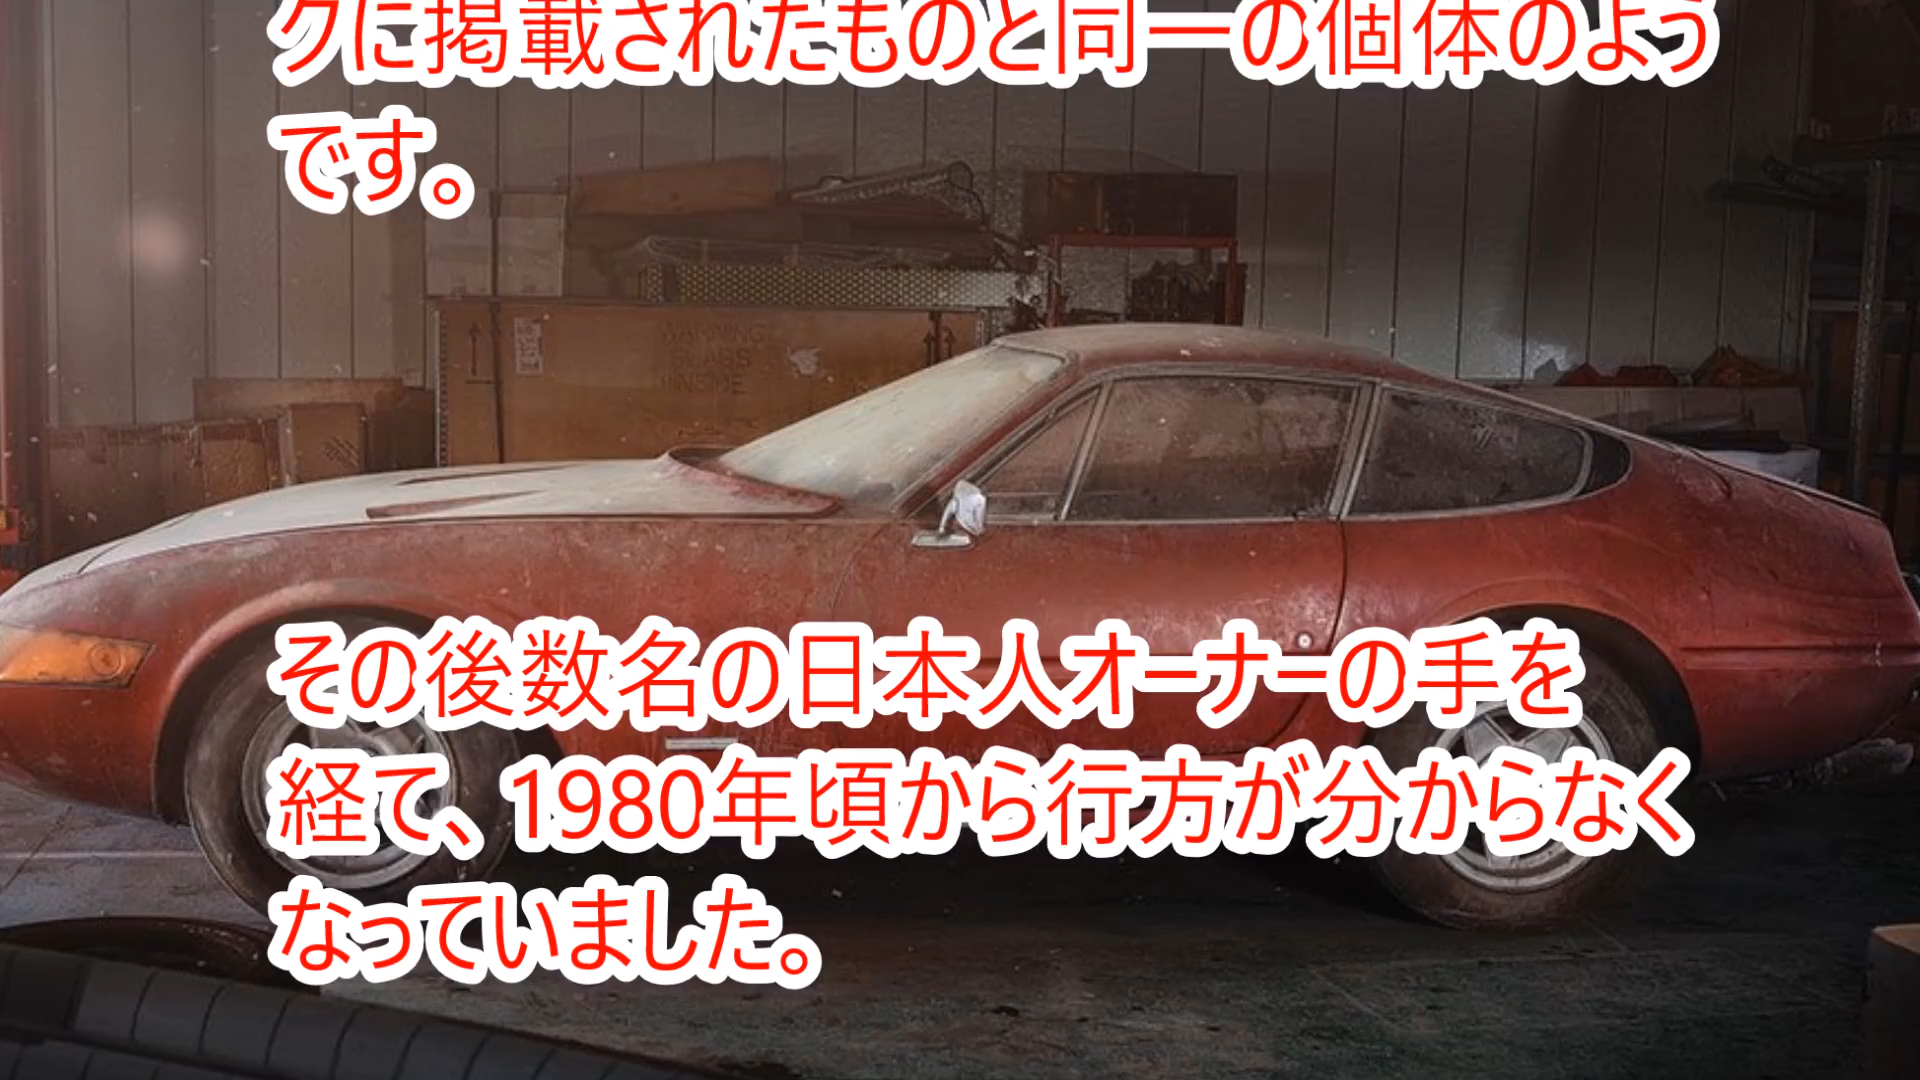 クに掲載されたものと同一の個体のよう
です。
WARNING
GLASS
INSIDE
その後数名の日本人オーナーの手を
経て、1980年頃から行方が分からなく
なっていました。